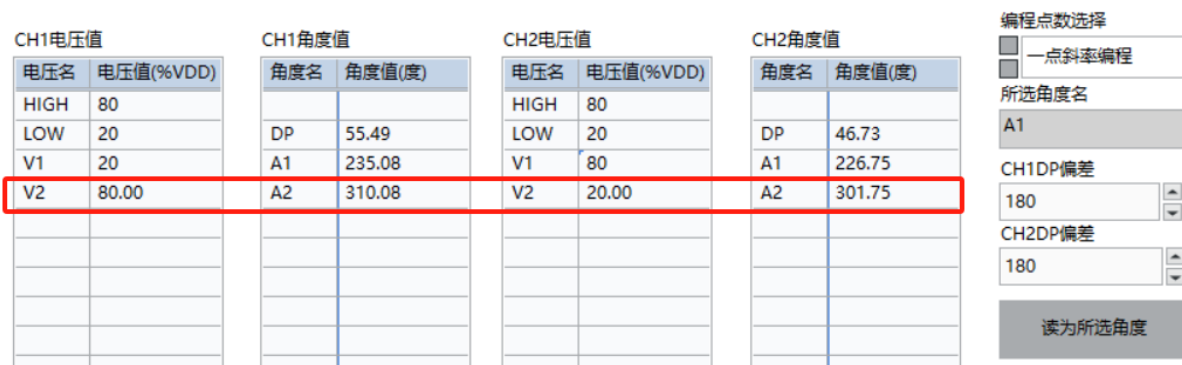 CH1电压值
电压名 电压值(%VDD)
HIGH 80
LOW 20
V1 20
V2 80.00
CH1角度值
角度名 角度值(度)
DP 55.49
A1 235.08
A2 310.08
CH2电压值
电压名 电压值(%VDD)
HIGH 80
LOW 20
V1 80
V2 20.00
CH2角度值
角度名 角度值(度)
DP 46.73
A1 226.75
A2 301.75
编程点数选择
一点斜率编程
所选角度名
A1
CH1DP偏差
180
CH2DP偏差
180
读为所选角度